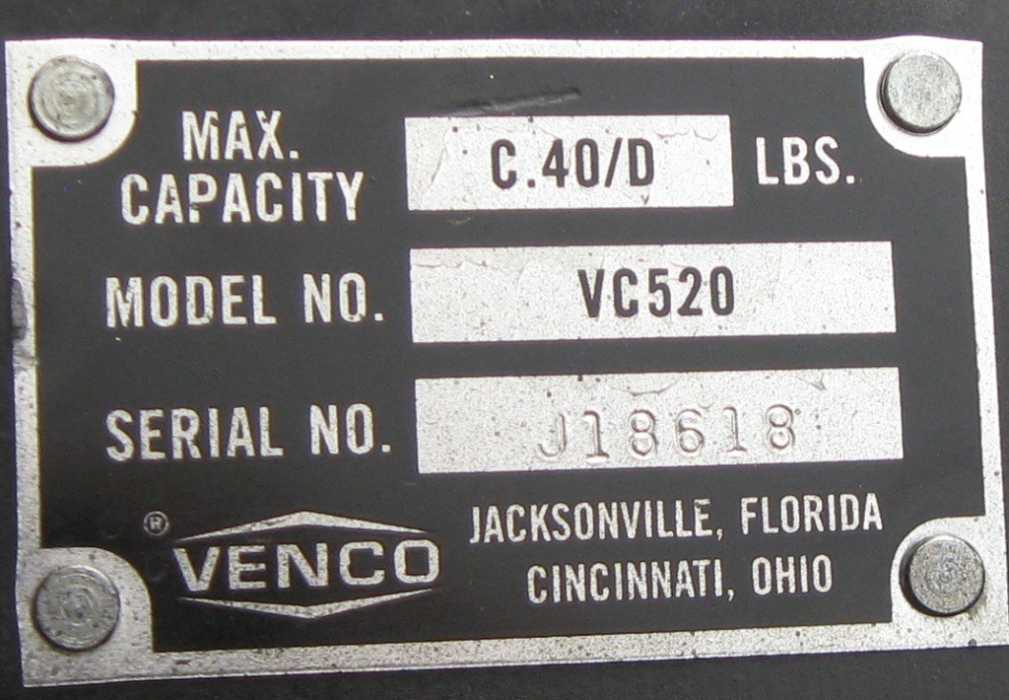 MAX. CAPACITY C.40/D LBS.
MODEL NO. VC520
SERIAL NO. J18618
® VENCO
JACKSONVILLE, FLORIDA
CINCINNATI, OHIO